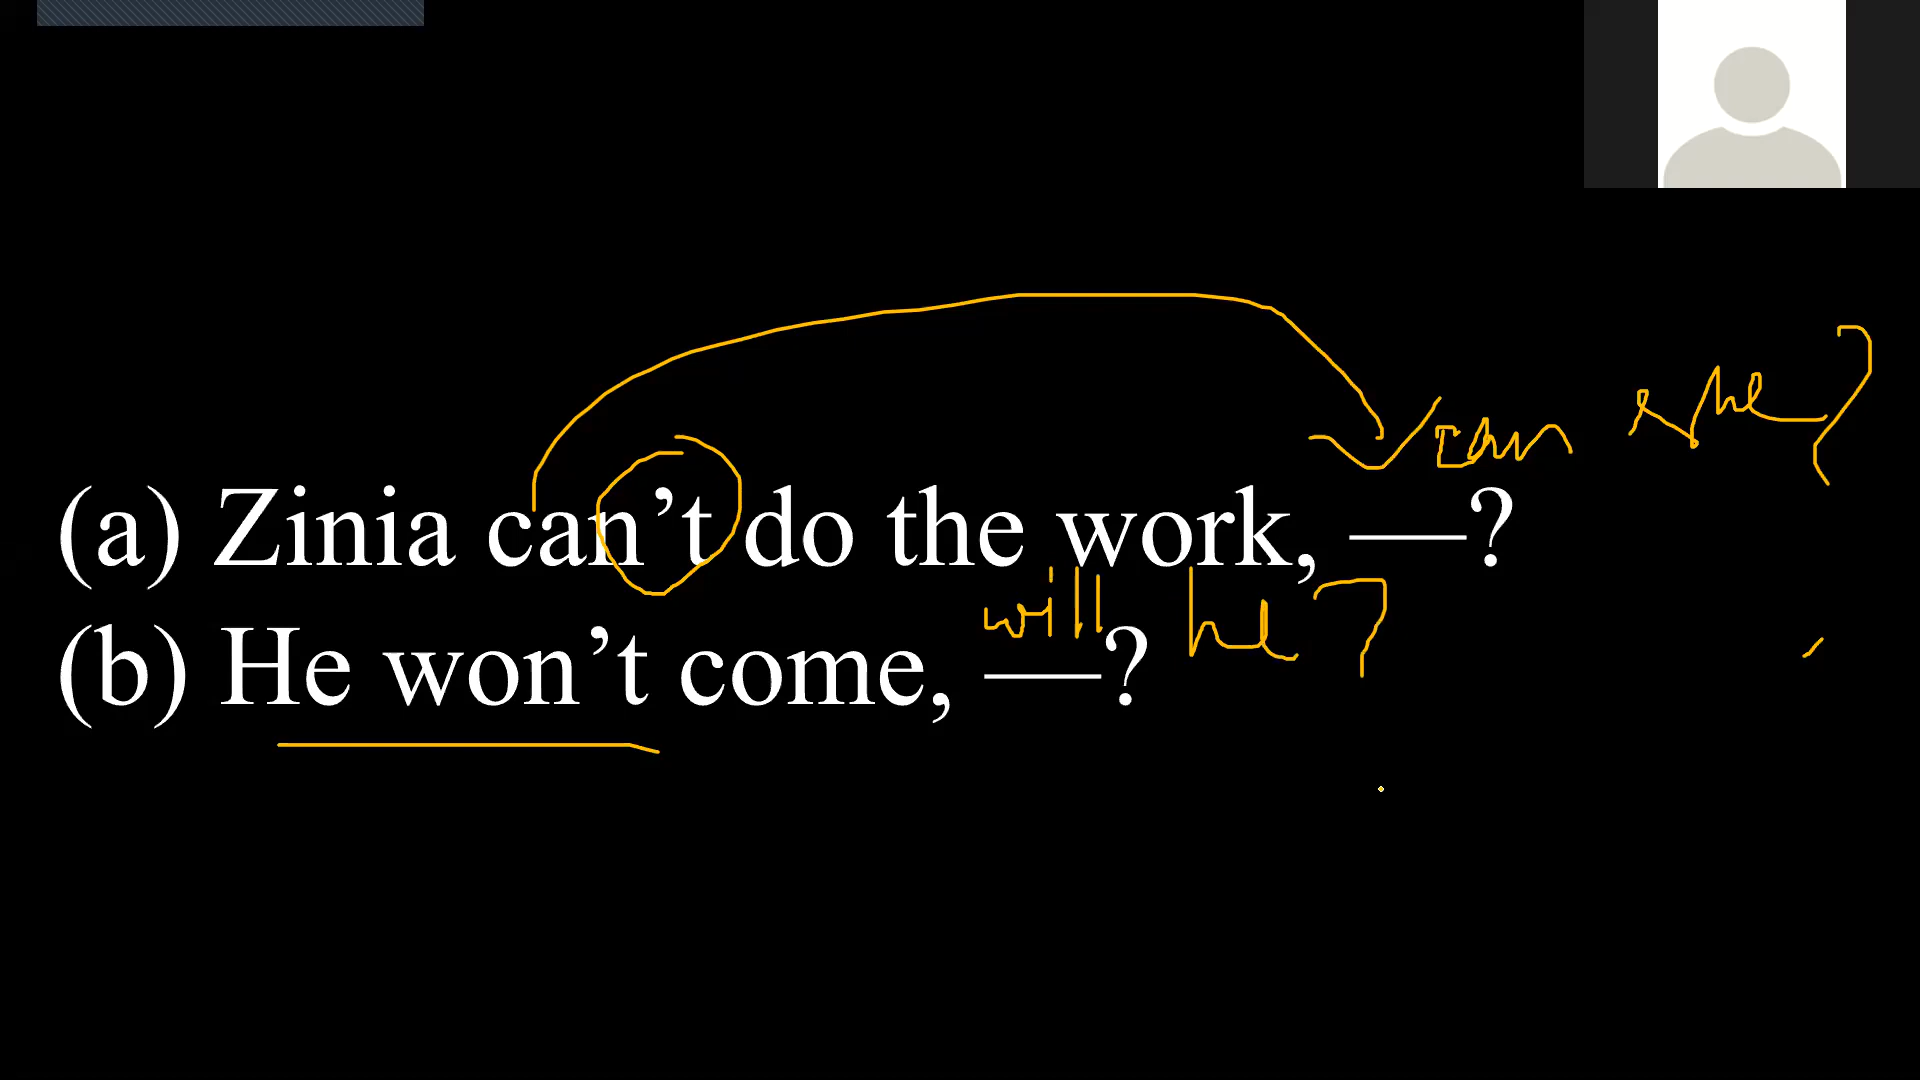 can she?
(a) Zinia can’t do the work, —?
will he?
(b) He won’t come, —?